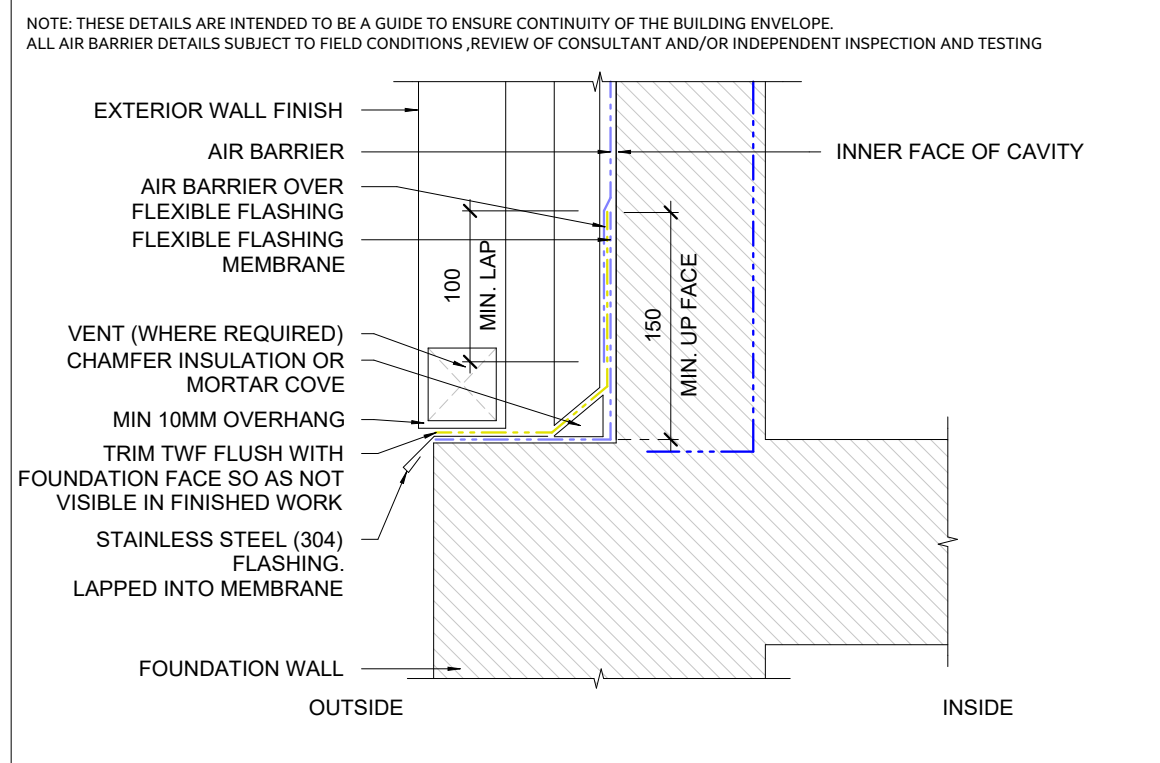 NOTE: THESE DETAILS ARE INTENDED TO BE A GUIDE TO ENSURE CONTINUITY OF THE BUILDING ENVELOPE.
ALL AIR BARRIER DETAILS SUBJECT TO FIELD CONDITIONS ,REVIEW OF CONSULTANT AND/OR INDEPENDENT INSPECTION AND TESTING
EXTERIOR WALL FINISH
AIR BARRIER
INNER FACE OF CAVITY
AIR BARRIER OVER
FLEXIBLE FLASHING
FLEXIBLE FLASHING
MEMBRANE
100
MIN. LAP
150
MIN. UP FACE
VENT (WHERE REQUIRED)
CHAMFER INSULATION OR
MORTAR COVE
MIN 10MM OVERHANG
TRIM TWF FLUSH WITH
FOUNDATION FACE SO AS NOT
VISIBLE IN FINISHED WORK
STAINLESS STEEL (304)
FLASHING.
LAPPED INTO MEMBRANE
FOUNDATION WALL
OUTSIDE
INSIDE